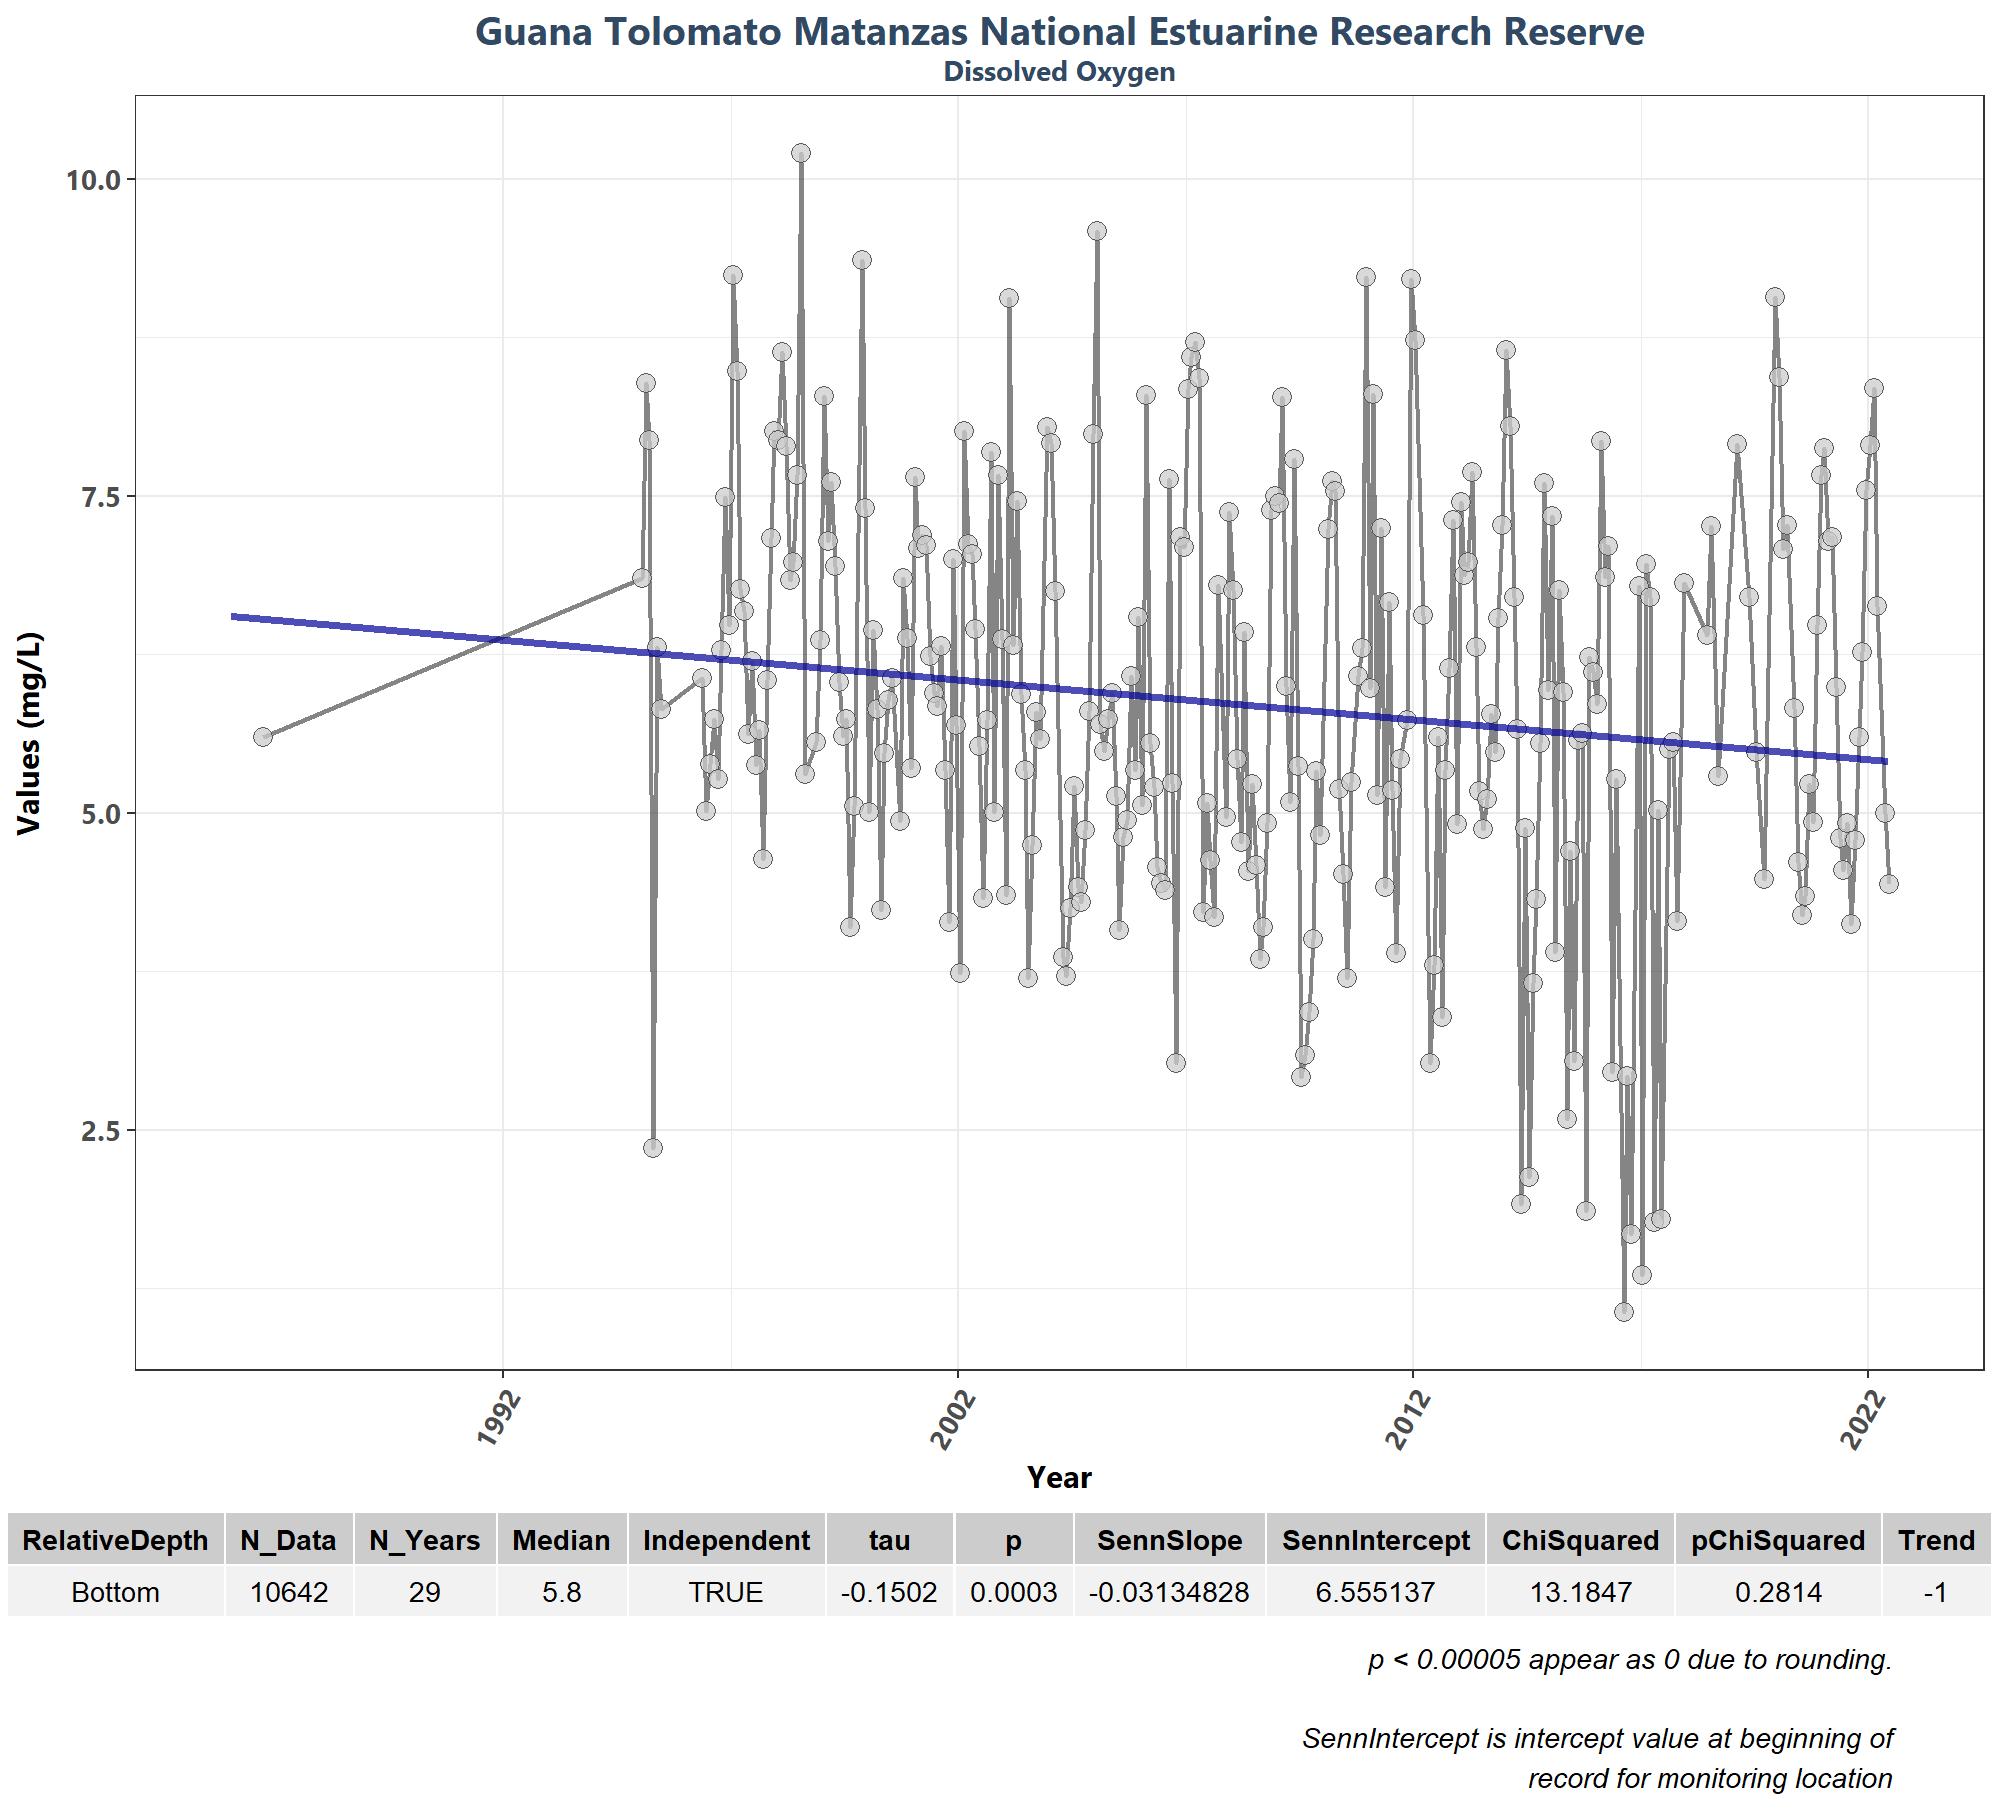 Guana Tolomato Matanzas National Estuarine Research Reserve
Dissolved Oxygen
Values (mg/L)
10.0
7.5
5.0
2.5
1992 2002 2012 2022
Year
RelativeDepth N_Data N_Years Median Independent tau p SennSlope SennIntercept ChiSquared pChiSquared Trend
Bottom 10642 29 5.8 TRUE -0.1502 0.0003 -0.03134828 6.555137 13.1847 0.2814 -1
p < 0.00005 appear as 0 due to rounding.
SennIntercept is intercept value at beginning of
record for monitoring location